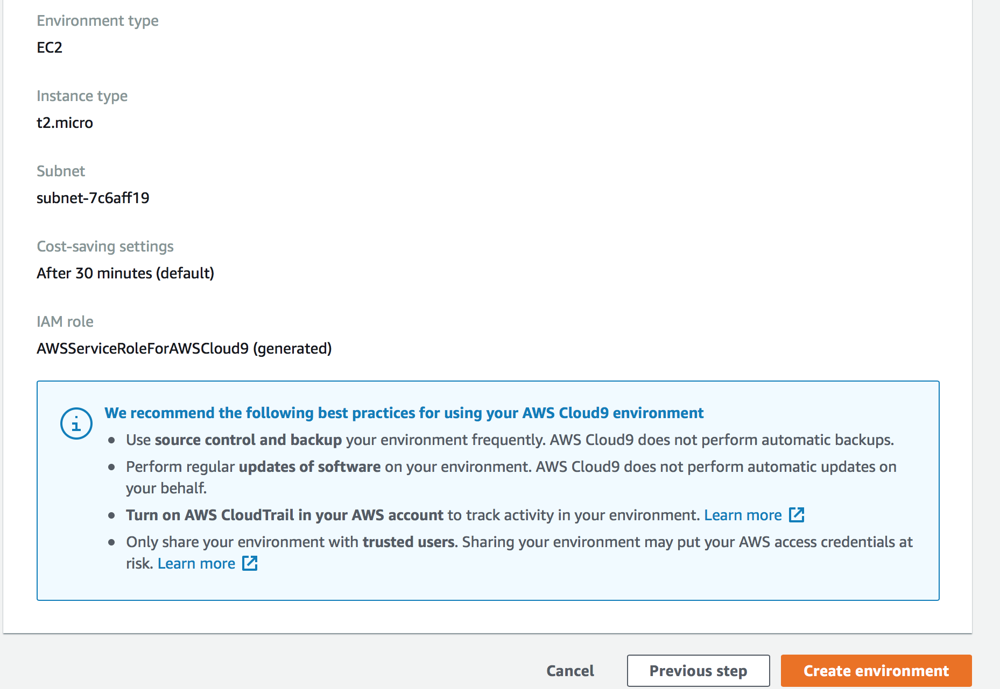 Environment type
EC2
Instance type
t2.micro
Subnet
subnet-7c6aff19
Cost-saving settings
After 30 minutes (default)
IAM role
AWSServiceRoleForAWSCloud9 (generated)
We recommend the following best practices for using your AWS Cloud9 environment
Use source control and backup your environment frequently. AWS Cloud9 does not perform automatic backups.
Perform regular updates of software on your environment. AWS Cloud9 does not perform automatic updates on
your behalf.
Turn on AWS CloudTrail in your AWS account to track activity in your environment. Learn more
Only share your environment with trusted users. Sharing your environment may put your AWS access credentials at
risk. Learn more
Cancel Previous step Create environment